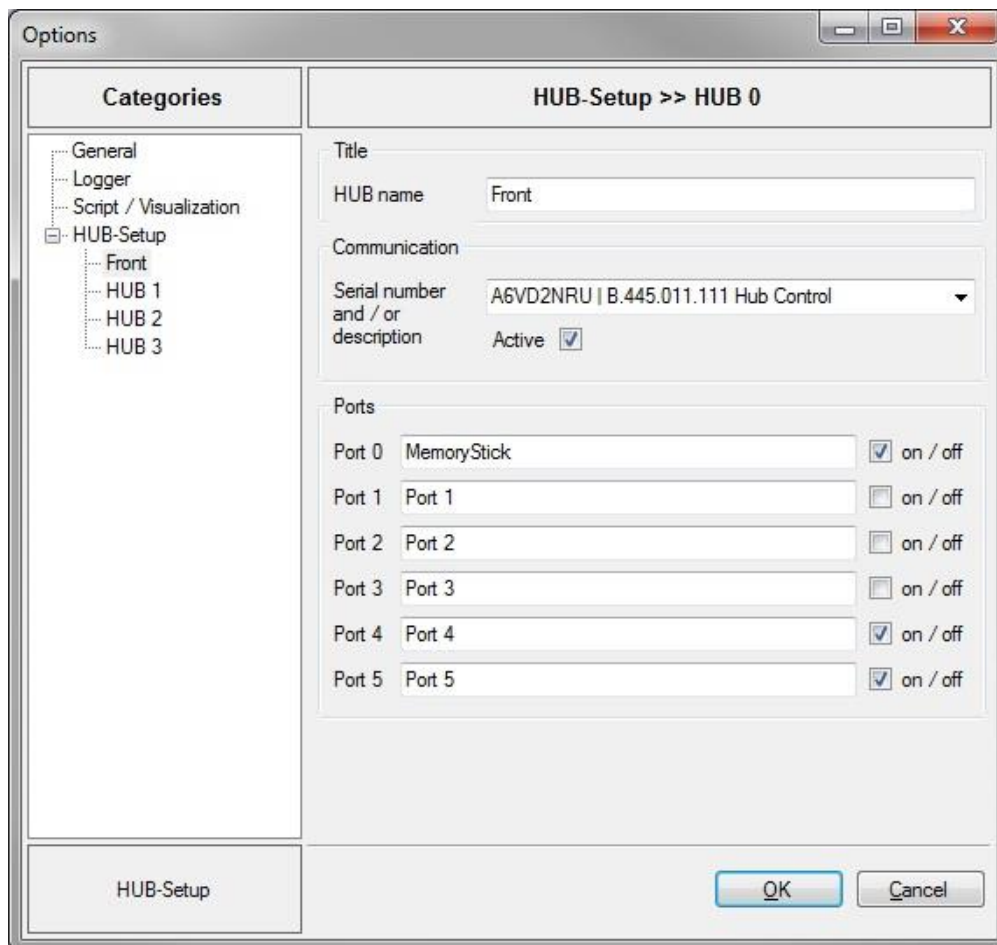 Options
Categories
HUB-Setup >> HUB 0
General
Logger
Script / Visualization
HUB-Setup
Front
HUB 1
HUB 2
HUB 3
HUB-Setup
Title
HUB name Front
Communication
Serial number and / or description A6VD2NRU | B.445.011.111 Hub Control
Active
Ports
Port 0 MemoryStick on / off
Port 1 Port 1 on / off
Port 2 Port 2 on / off
Port 3 Port 3 on / off
Port 4 Port 4 on / off
Port 5 Port 5 on / off
OK Cancel